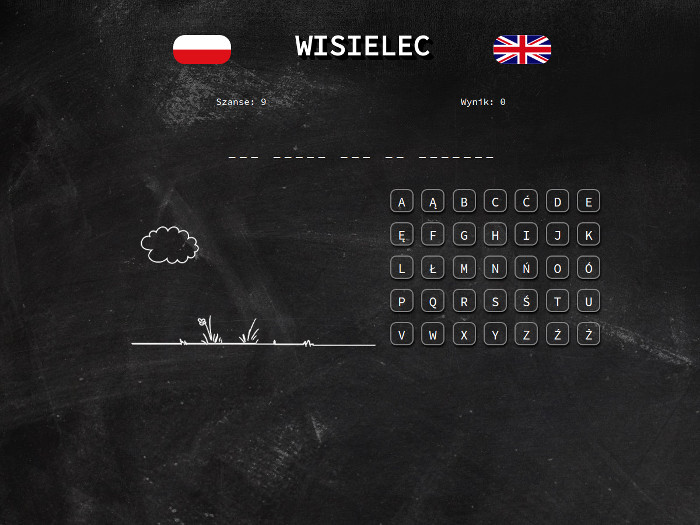 WISIELEC
Szanse: 9 Wynik: 0
___ _____ ___ __ _______
A Ą B C Ć D E
Ę F G H I J K
L Ł M N Ń O Ó
P Q R S Ś T U
V W X Y Z Ź Ż